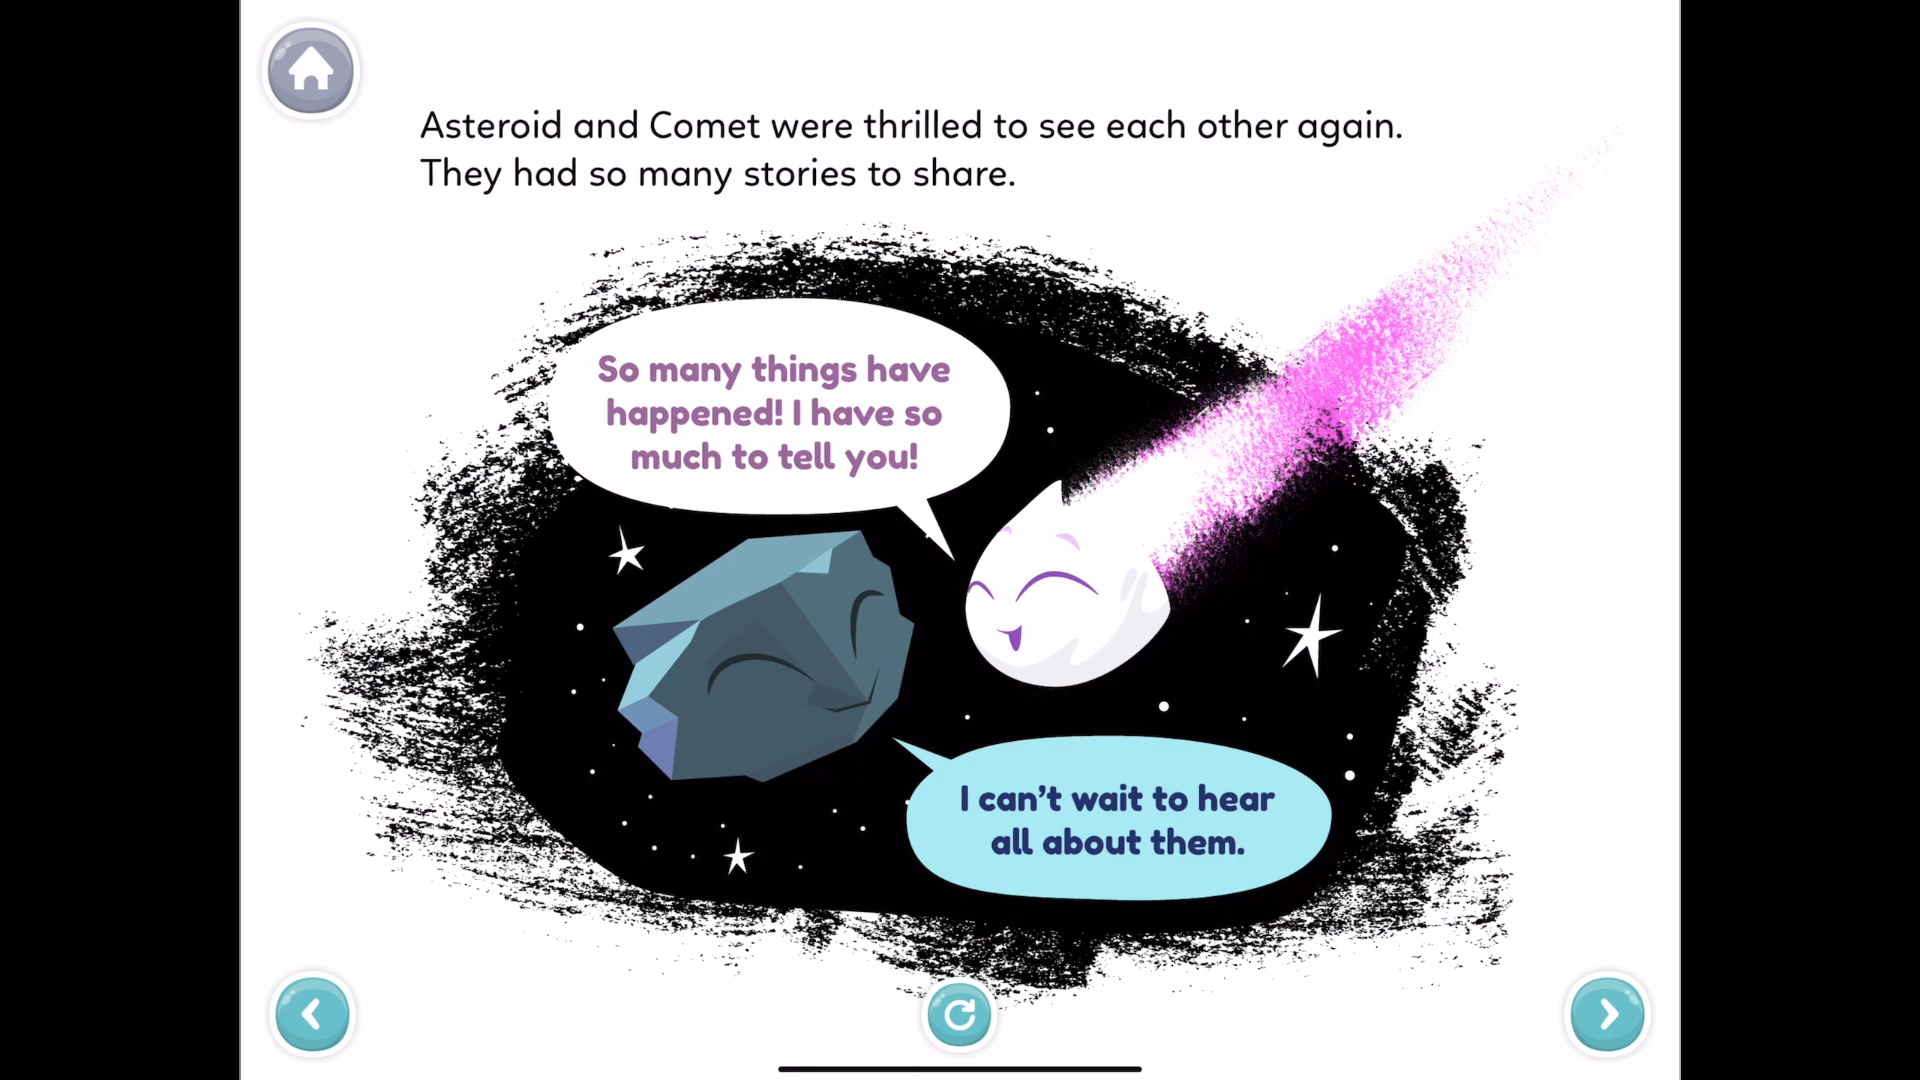 Asteroid and Comet were thrilled to see each other again.
They had so many stories to share.
So many things have
happened! I have so
much to tell you!
I can’t wait to hear
all about them.